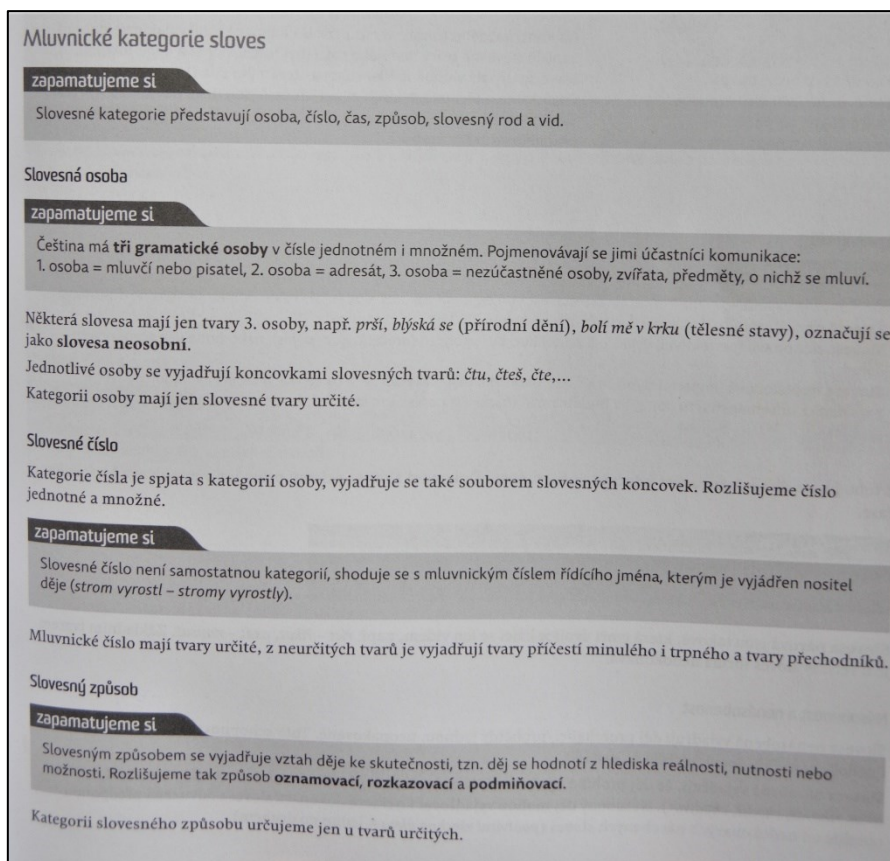 Mluvnické kategorie sloves
zapamatujeme si
Slovesné kategorie představují osoba, číslo, čas, způsob, slovesný rod a vid.
Slovesná osoba
zapamatujeme si
Čeština má tři gramatické osoby v čísle jednotném i množném. Pojmenovávají se jimi účastníci komunikace:
1. osoba = mluvčí nebo pisatel, 2. osoba = adresát, 3. osoba = nezúčastněné osoby, zvířata, předměty, o nichž se mluví.
Některá slovesa mají jen tvary 3. osoby, např. prší, blýská se (přírodní dění), bolí mě v krku (tělesné stavy), označují se
jako slovesa neosobní.
Jednotlivé osoby se vyjadřují koncovkami slovesných tvarů: čtu, čteš, čte,...
Kategorii osoby mají jen slovesné tvary určité.
Slovesné číslo
Kategorie čísla je spjata s kategorií osoby, vyjadřuje se také souborem slovesných koncovek. Rozlišujeme číslo
jednotné a množné.
zapamatujeme si
Slovesné číslo není samostatnou kategorií, shoduje se s mluvnickým číslem řídícího jména, kterým je vyjádřen nositel
děje (strom vyrostl – stromy vyrostly).
Mluvnické číslo mají tvary určité, z neurčitých tvarů je vyjadřují tvary příčestí minulého i trpného a tvary přechodníků.
Slovesný způsob
zapamatujeme si
Slovesným způsobem se vyjadřuje vztah děje ke skutečnosti, tzn. děj se hodnotí z hlediska reálnosti, nutnosti nebo
možnosti. Rozlišujeme tak způsob oznamovací, rozkazovací a podmiňovací.
Kategorii slovesného způsobu určujeme jen u tvarů určitých.